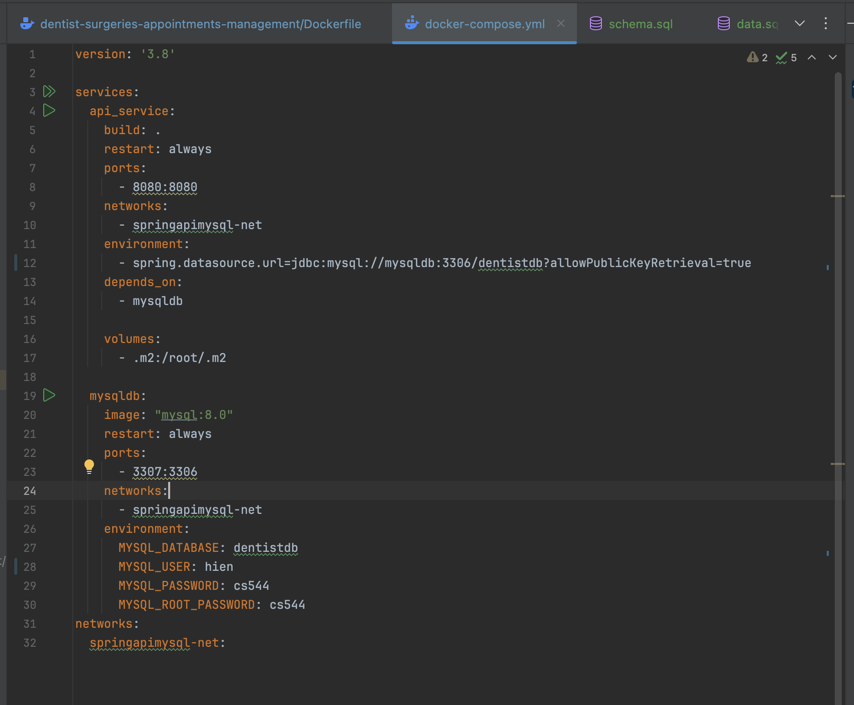 dentist-surgeries-appointments-management/Dockerfile docker-compose.yml schema.sql data.sq
2 5
1 version: '3.8'
2
3 services:
4   api_service:
5     build: .
6     restart: always
7     ports:
8       - 8080:8080
9     networks:
10       - springapimysql-net
11     environment:
12       - spring.datasource.url=jdbc:mysql://mysqldb:3306/dentistdb?allowPublicKeyRetrieval=true
13     depends_on:
14       - mysqldb
15
16     volumes:
17       - .m2:/root/.m2
18
19   mysqldb:
20     image: "mysql:8.0"
21     restart: always
22     ports:
23       - 3307:3306
24     networks:
25       - springapimysql-net
26     environment:
27       MYSQL_DATABASE: dentistdb
28       MYSQL_USER: hien
29       MYSQL_PASSWORD: cs544
30       MYSQL_ROOT_PASSWORD: cs544
31 networks:
32   springapimysql-net: